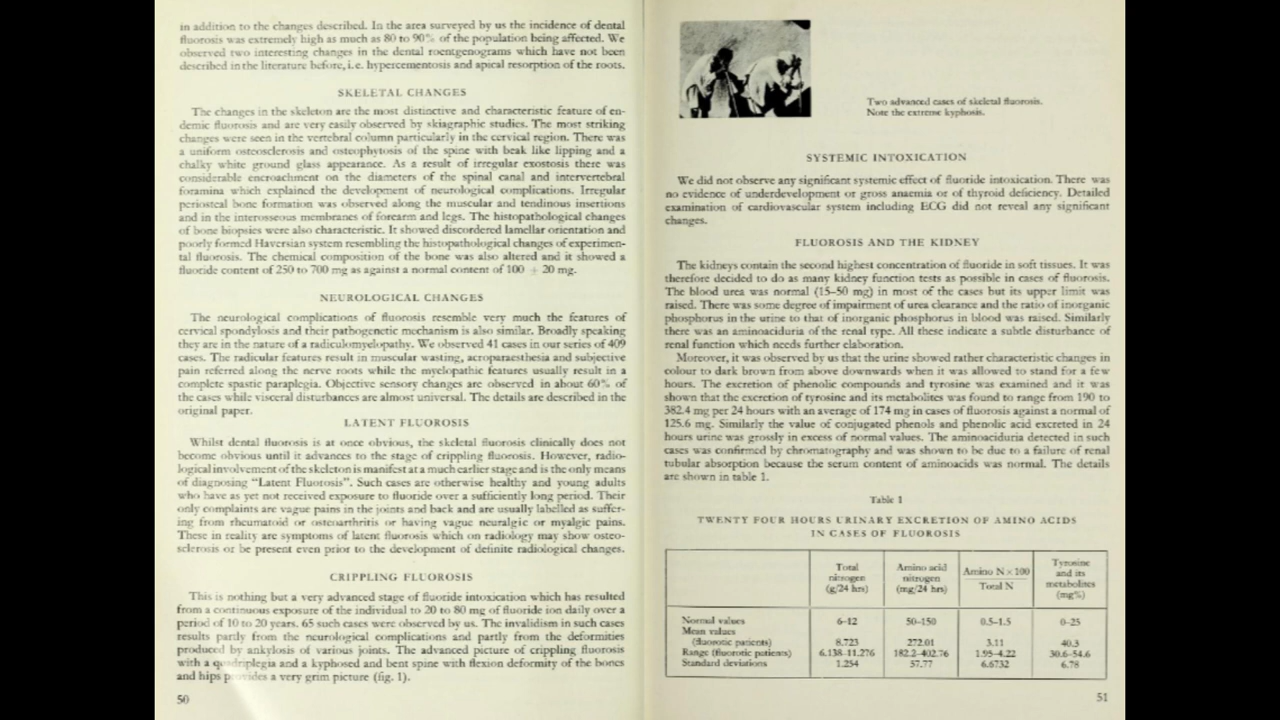 in addition to the changes described. In the area surveyed by us the incidence of dental
fluorosis was extremely high as much as 80 to 90% of the population being affected. We
observed two interesting changes in the dental roentgenograms which have not been
described in the literature before, i.e. hypercementosis and apical resorption of the roots.
SKELETAL CHANGES
The changes in the skeleton are the most distinctive and characteristic feature of en-
demic fluorosis and are very easily observed by skiagraphic studies. The most striking
changes were seen in the vertebral column particularly in the cervical region. There was
a uniform osteosclerosis and osteophytosis of the spine with beak like lipping and a
chalky white ground glass appearance. As a result of irregular exostosis there was
considerable encroachment on the diameters of the spinal canal and intervertebral
foramina which explained the development of neurological complications. Irregular
periosteal bone formation was observed along the muscular and tendinous insertions
and in the interosseous membranes of forearm and legs. The histopathological changes
of bone biopsies were also characteristic. It showed discordered lamellar orientation and
poorly formed Haversian system resembling the histopathological changes of experimen-
tal fluorosis. The chemical composition of the bone was also altered and it showed a
fluoride content of 250 to 700 mg as against a normal content of 100 20 mg.
NEUROLOGICAL CHANGES
The neurological complications of fluorosis resemble very much the features of
cervical spondylosis and their pathogenetic mechanism is also similar. Broadly speaking
they are in the nature of a radiculomyelopathy. We observed 41 cases in our series of 409
cases. The radicular features result in muscular wasting, acroparaesthesia and subjective
pain referred along the nerve roots while the myelopathic features usually result in a
complete spastic paraplegia. Objective sensory changes are observed in about 60% of
the cases while visceral disturbances are almost universal. The details are described in the
original paper.
LATENT FLUOROSIS
Whilst dental fluorosis is at once obvious, the skeletal fluorosis clinically does not
become obvious until it advances to the stage of crippling fluorosis. However, radio-
logical involvement of the skeleton is manifest at a much earlier stage and is the only means
of diagnosing "Latent Fluorosis". Such cases are otherwise healthy and young adults
who have as yet not received exposure to fluoride over a sufficiently long period. Their
only complaints are vague pains in the joints and back and are usually labelled as suffer-
ing from rheumatoid or osteoarthritis or having vague neuralgic or myalgic pains.
These in reality are symptoms of latent fluorosis which on radiology may show osteo-
sclerosis or be present even prior to the development of definite radiological changes.
CRIPPLING FLUOROSIS
This is nothing but a very advanced stage of fluoride intoxication which has resulted
from a continuous exposure of the individual to 20 to 80 mg of fluoride ion daily over a
period of 10 to 20 years. 65 such cases were observed by us. The invalidism in such cases
results partly from the neurological complications and partly from the deformities
produced by ankylosis of various joints. The advanced picture of crippling fluorosis
with a quadriplegia and a kyphosed and bent spine with flexion deformity of the bones
and hips provides a very grim picture (fig. 1).
50
Two advanced cases of skeletal fluorosis.
Note the extreme kyphosis.
SYSTEMIC INTOXICATION
We did not observe any significant systemic effect of fluoride intoxication. There was
no evidence of underdevelopment or gross anaemia or of thyroid deficiency. Detailed
examination of cardiovascular system including ECG did not reveal any significant
changes.
FLUOROSIS AND THE KIDNEY
The kidneys contain the second highest concentration of fluoride in soft tissues. It was
therefore decided to do as many kidney function tests as possible in cases of fluorosis.
The blood urea was normal (15–50 mg) in most of the cases but its upper limit was
raised. There was some degree of impairment of urea clearance and the ratio of inorganic
phosphorus in the urine to that of inorganic phosphorus in blood was raised. Similarly
there was an aminoaciduria of the renal type. All these indicate a subtle disturbance of
renal function which needs further elaboration.
Moreover, it was observed by us that the urine showed rather characteristic changes in
colour to dark brown from above downwards when it was allowed to stand for a few
hours. The excretion of phenolic compounds and tyrosine was examined and it was
shown that the excretion of tyrosine and its metabolites was found to range from 190 to
382.4 mg per 24 hours with an average of 174 mg in cases of fluorosis against a normal of
125.6 mg. Similarly the value of conjugated phenols and phenolic acid excreted in 24
hours urine was grossly in excess of normal values. The aminoaciduria detected in such
cases was confirmed by chromatography and was shown to be due to a failure of renal
tubular absorption because the serum content of aminoacids was normal. The details
are shown in table 1.
Table 1
TWENTY FOUR HOURS URINARY EXCRETION OF AMINO ACIDS
IN CASES OF FLUOROSIS
Total nitrogen (g/24 hrs) Amino acid nitrogen (mg/24 hrs) Amino N × 100 Total N Tyrosine and its metabolites (mg%)
Normal values 6–12 50–150 0.5–1.5 0–25
Mean values
(fluorotic patients) 8.723 272.01 3.11 40.3
Range (fluorotic patients) 6.138–11.276 182.2–402.76 1.95–4.22 30.6–54.6
Standard deviations 1.254 57.77 6.6732 6.78
51